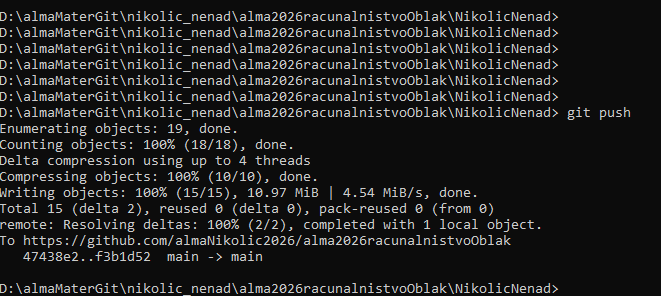 D:\almaMaterGit\nikolic_nenad\alma2026racunalnistvoOblak\NikolicNenad>
D:\almaMaterGit\nikolic_nenad\alma2026racunalnistvoOblak\NikolicNenad>
D:\almaMaterGit\nikolic_nenad\alma2026racunalnistvoOblak\NikolicNenad>
D:\almaMaterGit\nikolic_nenad\alma2026racunalnistvoOblak\NikolicNenad>
D:\almaMaterGit\nikolic_nenad\alma2026racunalnistvoOblak\NikolicNenad>
D:\almaMaterGit\nikolic_nenad\alma2026racunalnistvoOblak\NikolicNenad>
D:\almaMaterGit\nikolic_nenad\alma2026racunalnistvoOblak\NikolicNenad> git push
Enumerating objects: 19, done.
Counting objects: 100% (18/18), done.
Delta compression using up to 4 threads
Compressing objects: 100% (10/10), done.
Writing objects: 100% (15/15), 10.97 MiB | 4.54 MiB/s, done.
Total 15 (delta 2), reused 0 (delta 0), pack-reused 0 (from 0)
remote: Resolving deltas: 100% (2/2), completed with 1 local object.
To https://github.com/almaNikolic2026/alma2026racunalnistvoOblak
   47438e2..f3b1d52  main -> main
D:\almaMaterGit\nikolic_nenad\alma2026racunalnistvoOblak\NikolicNenad>